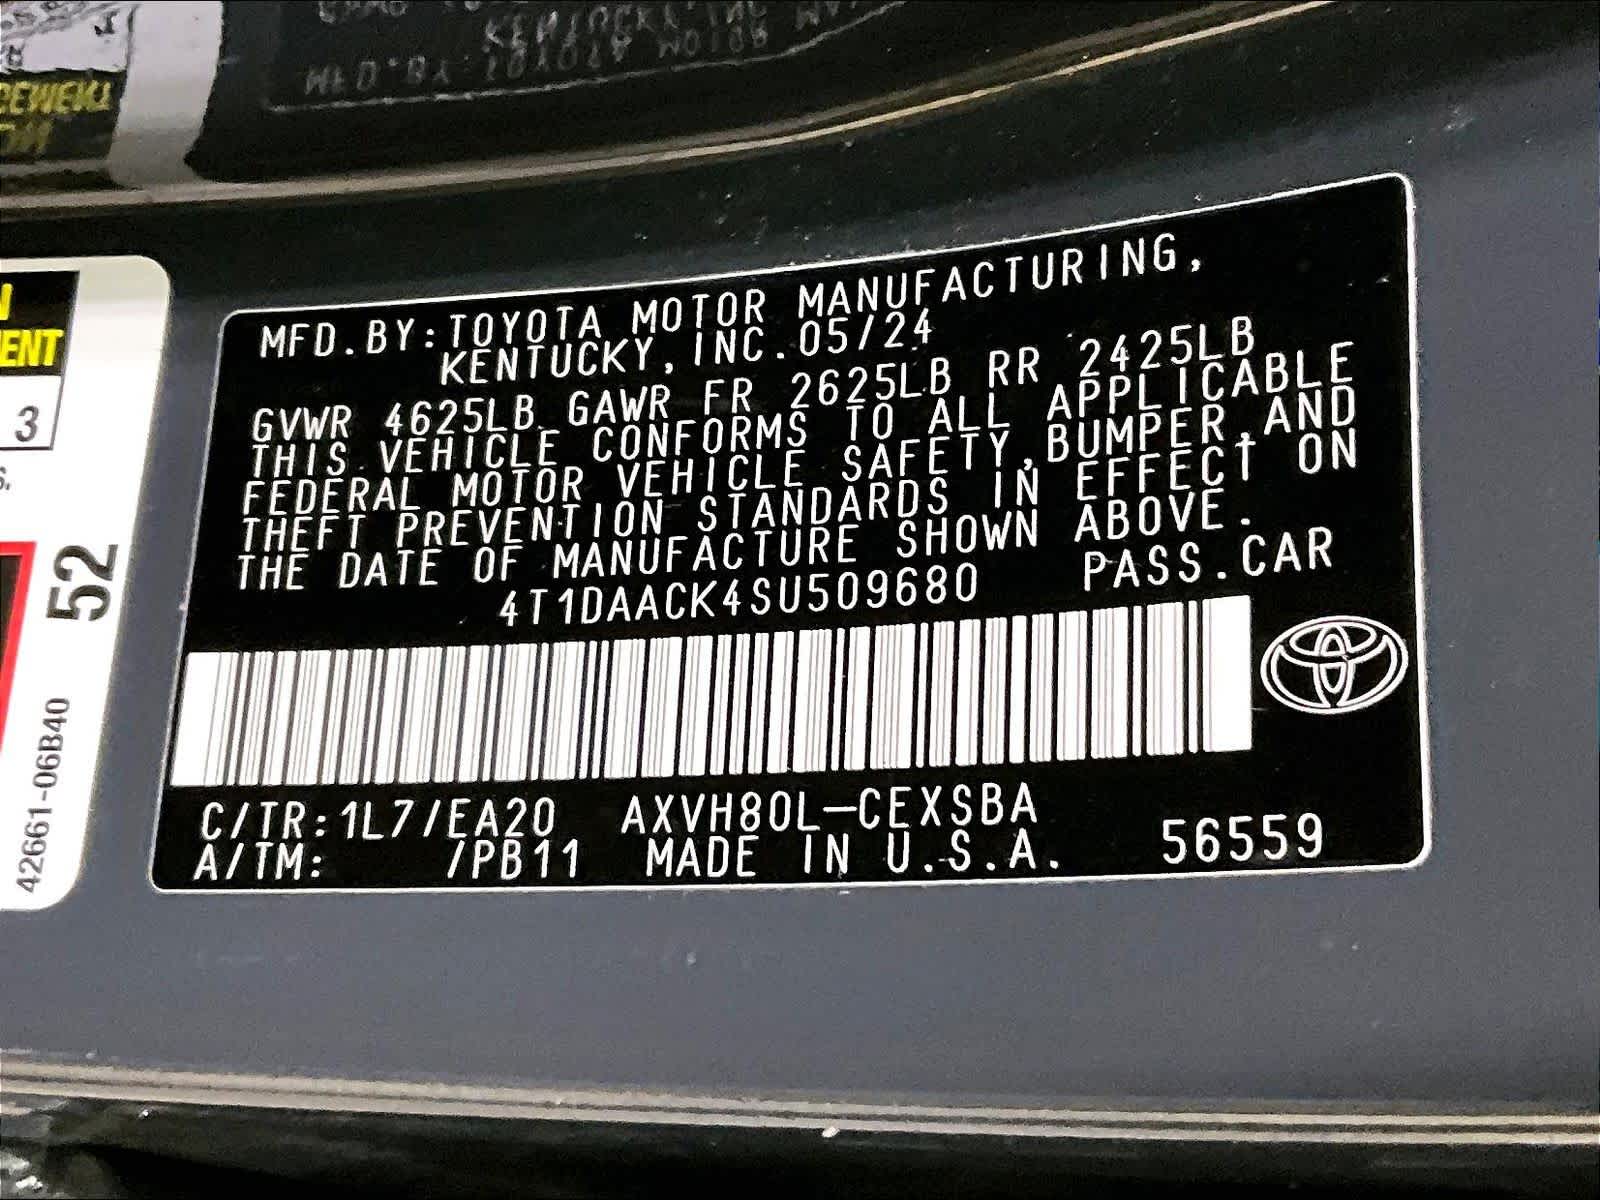 MFD.BY:TOYOTA MOTOR MANUFACTURING,
KENTUCKY,INC.05/24
GVWR 4625LB GAWR FR 2625LB RR 2425LB
THIS VEHICLE CONFORMS TO ALL APPLICABLE
FEDERAL MOTOR VEHICLE SAFETY,BUMPER,AND
THEFT PREVENTION STANDARDS IN EFFECT ON
THE DATE OF MANUFACTURE SHOWN ABOVE.
4T1DAACK4SU509680 PASS.CAR
C/TR:1L7/EA20 AXVH80L-CEXSBA
A/TM: /PB11 MADE IN U.S.A. 56559
ENT
3
52
42661-06B40